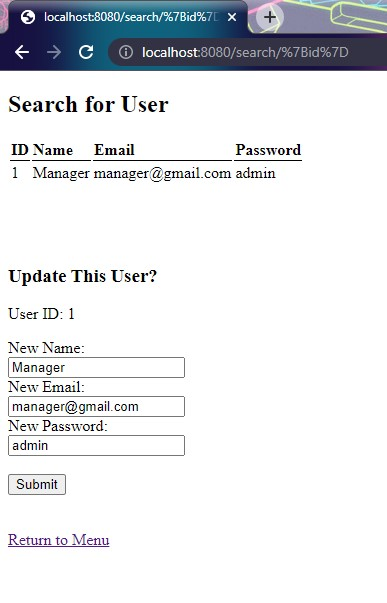 localhost:8080/search/%7Bid%7D
localhost:8080/search/%7Bid%7D
Search for User
ID Name Email Password
1 Manager manager@gmail.com admin
Update This User?
User ID: 1
New Name:
Manager
New Email:
manager@gmail.com
New Password:
admin
Submit
Return to Menu